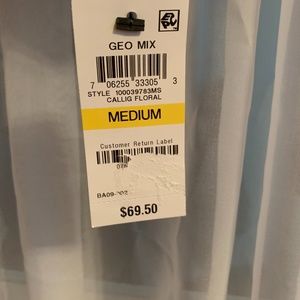 GEO MIX
7 06255 33305 3
STYLE 100039783MS
CALLIG FLORAL
MEDIUM
Customer Return Label
$69.50